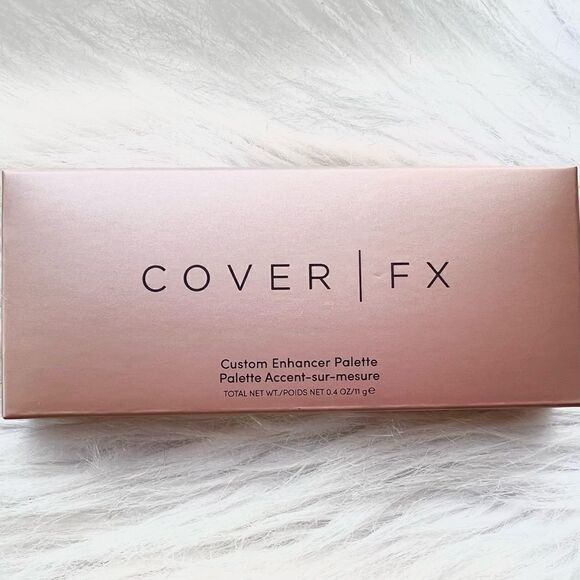 COVER | FX
Custom Enhancer Palette
Palette Accent-sur-mesure
TOTAL NET WT./POIDS NET 0.4 OZ/11 g ℮